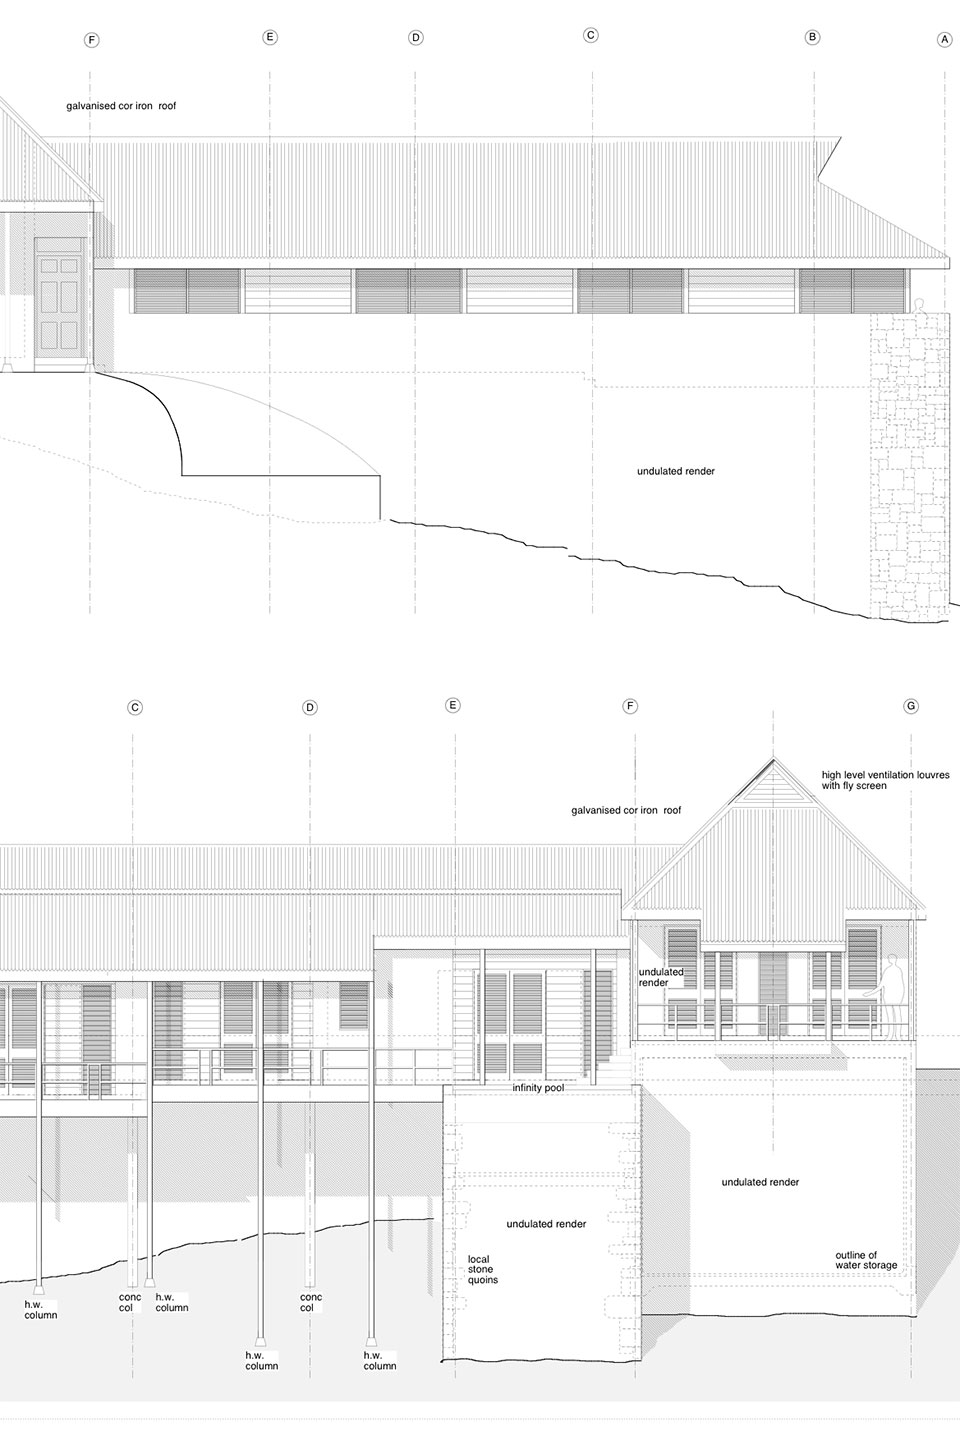 F E D C B A
galvanised cor iron roof
undulated render
C D E F G
high level ventilation louvres
with fly screen
galvanised cor iron roof
undulated
render
infinity pool
undulated render
undulated render
local
stone
quoins
outline of
water storage
h.w.
column
conc
col
h.w.
column
conc
col
h.w.
column
h.w.
column